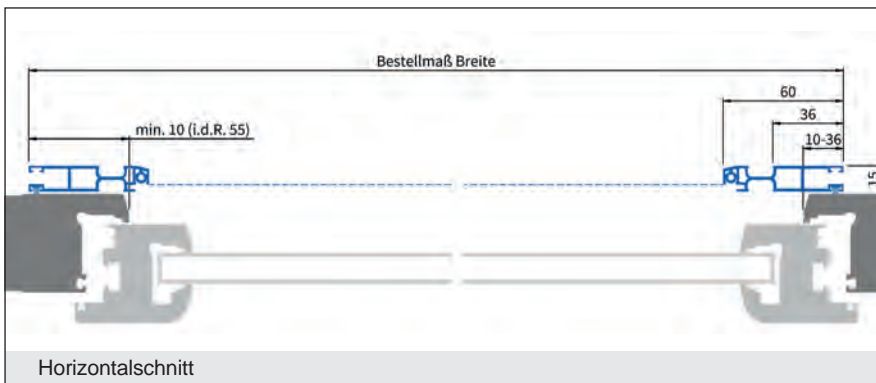 Bestellmaß Breite
60
36
min. 10 (i.d.R. 55)
10-36
15
Horizontalschnitt